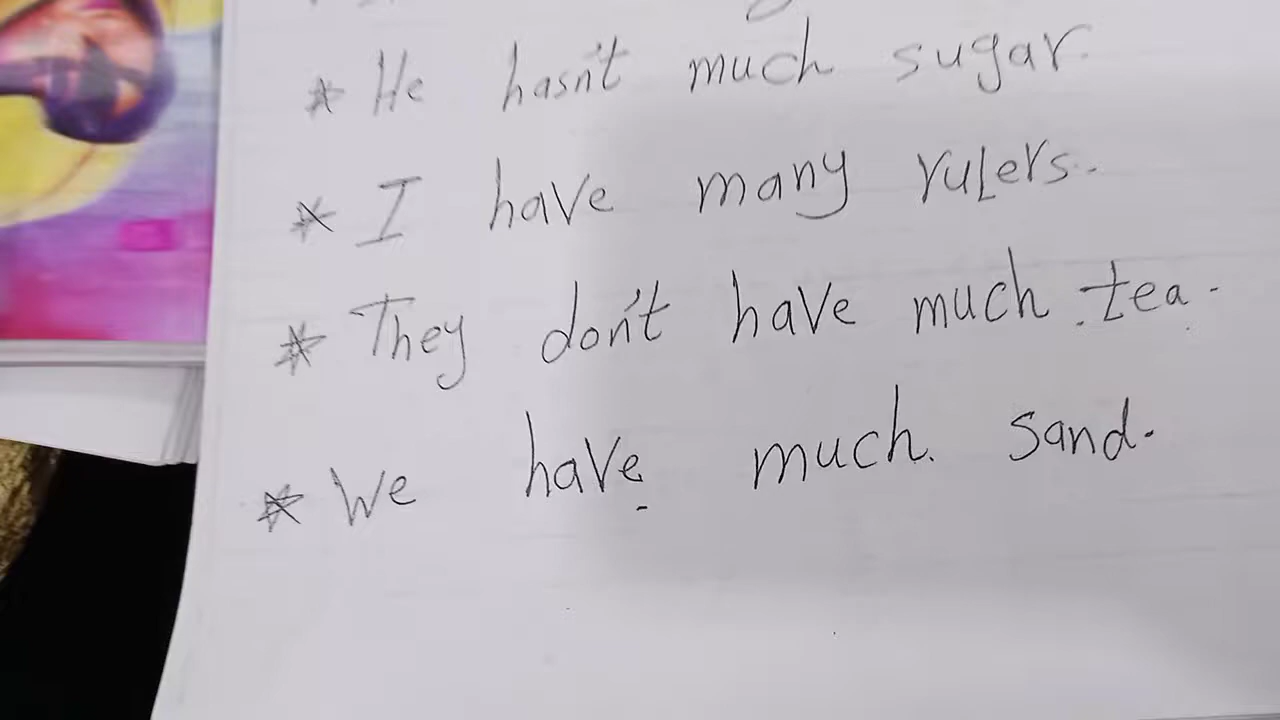 * He hasn't much sugar.
* I have many rulers.
* They don't have much tea.
* We have much. sand.